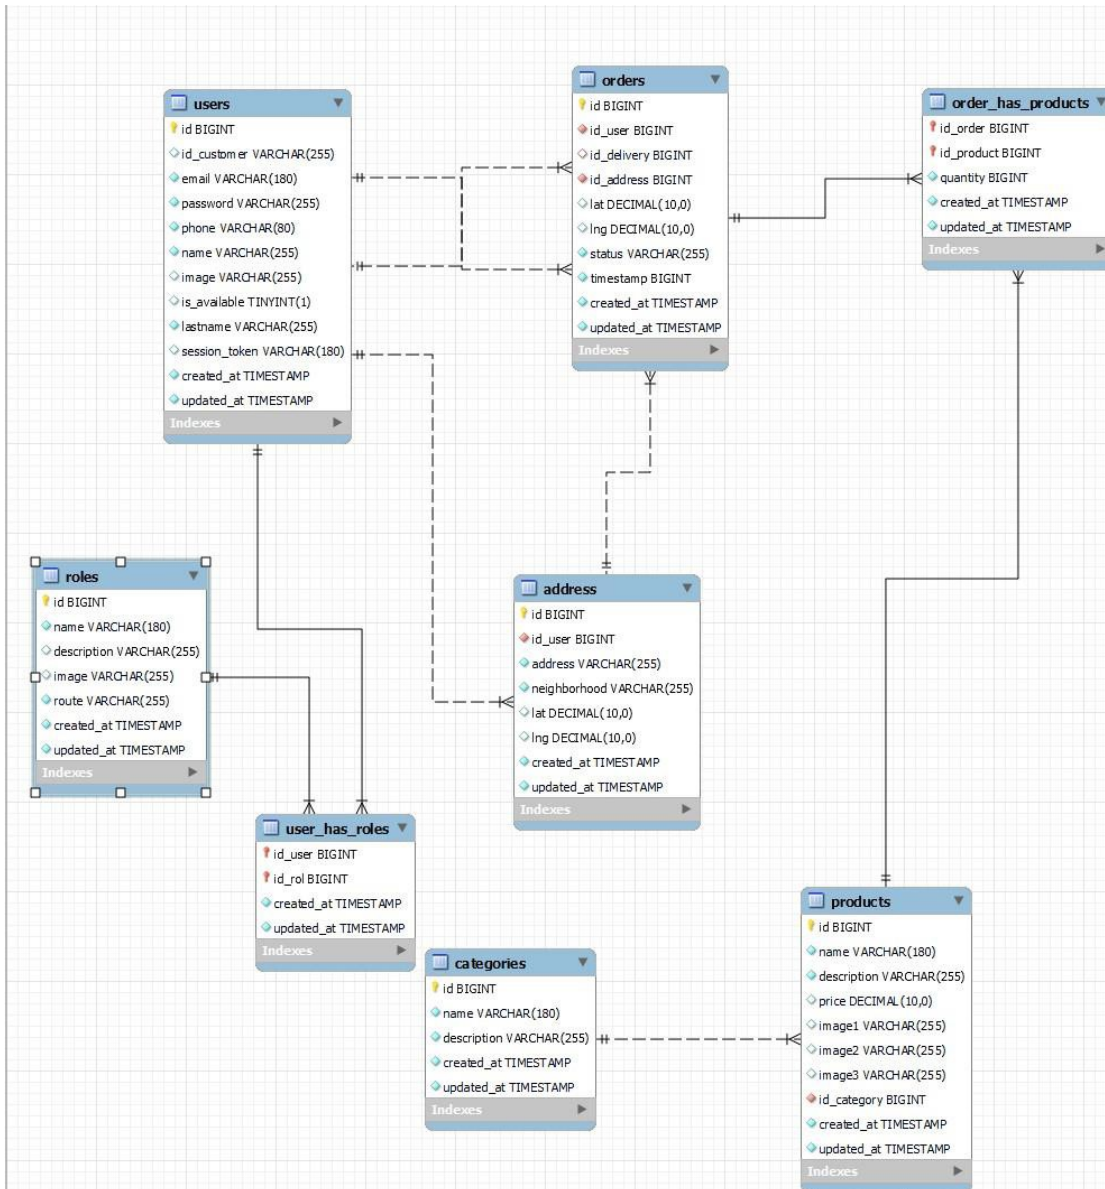 users
id BIGINT
id_customer VARCHAR(255)
email VARCHAR(180)
password VARCHAR(255)
phone VARCHAR(80)
name VARCHAR(255)
image VARCHAR(255)
is_available TINYINT(1)
lastname VARCHAR(255)
session_token VARCHAR(180)
created_at TIMESTAMP
updated_at TIMESTAMP
Indexes
orders
id BIGINT
id_user BIGINT
id_delivery BIGINT
id_address BIGINT
lat DECIMAL(10,0)
lng DECIMAL(10,0)
status VARCHAR(255)
timestamp BIGINT
created_at TIMESTAMP
updated_at TIMESTAMP
Indexes
order_has_products
id_order BIGINT
id_product BIGINT
quantity BIGINT
created_at TIMESTAMP
updated_at TIMESTAMP
Indexes
roles
id BIGINT
name VARCHAR(180)
description VARCHAR(255)
image VARCHAR(255)
route VARCHAR(255)
created_at TIMESTAMP
updated_at TIMESTAMP
Indexes
address
id BIGINT
id_user BIGINT
address VARCHAR(255)
neighborhood VARCHAR(255)
lat DECIMAL(10,0)
lng DECIMAL(10,0)
created_at TIMESTAMP
updated_at TIMESTAMP
Indexes
user_has_roles
id_user BIGINT
id_rol BIGINT
created_at TIMESTAMP
updated_at TIMESTAMP
Indexes
categories
id BIGINT
name VARCHAR(180)
description VARCHAR(255)
created_at TIMESTAMP
updated_at TIMESTAMP
Indexes
products
id BIGINT
name VARCHAR(180)
description VARCHAR(255)
price DECIMAL(10,0)
image1 VARCHAR(255)
image2 VARCHAR(255)
image3 VARCHAR(255)
id_category BIGINT
created_at TIMESTAMP
updated_at TIMESTAMP
Indexes